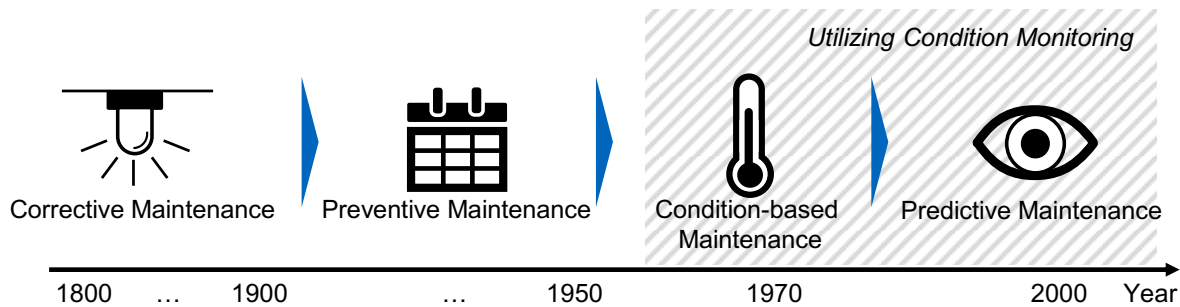 Utilizing Condition Monitoring
Corrective Maintenance
Preventive Maintenance
Condition-based
Maintenance
Predictive Maintenance
1800 … 1900 … 1950 1970 2000 Year